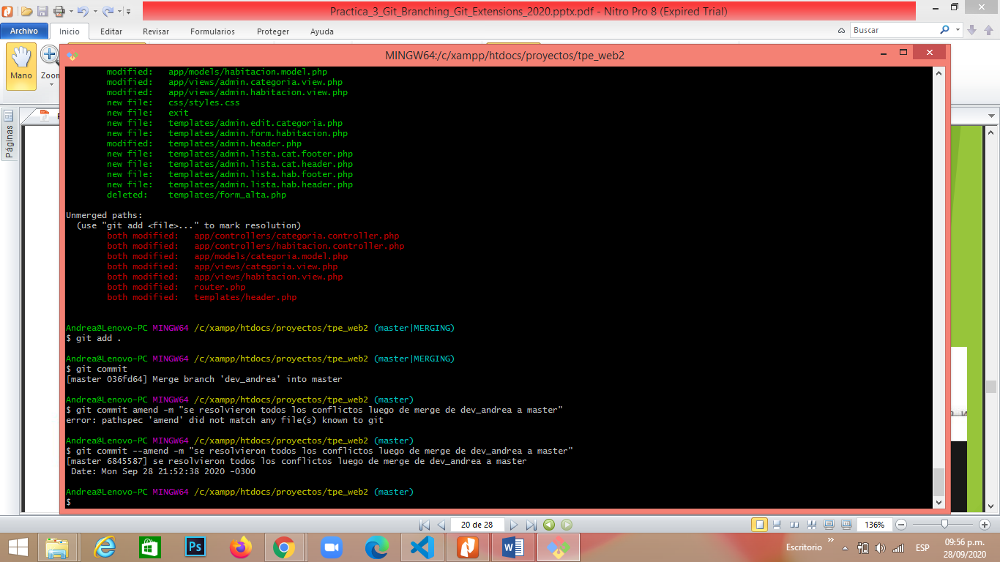 Practica_3_Git_Branching_Git_Extensions_2020.pptx.pdf - Nitro Pro 8 (Expired Trial)
Archivo Inicio Editar Revisar Formularios Proteger Ayuda Buscar
Mano Zoom
MINGW64:/c/xampp/htdocs/proyectos/tpe_web2
Páginas
modified: app/models/habitacion.model.php
modified: app/views/admin.categoria.view.php
modified: app/views/admin.habitacion.view.php
new file: css/styles.css
new file: exit
new file: templates/admin.edit.categoria.php
new file: templates/admin.form.habitacion.php
modified: templates/admin.header.php
new file: templates/admin.lista.cat.footer.php
new file: templates/admin.lista.cat.header.php
new file: templates/admin.lista.hab.footer.php
new file: templates/admin.lista.hab.header.php
deleted: templates/form_alta.php
Unmerged paths:
(use "git add <file>..." to mark resolution)
both modified: app/controllers/categoria.controller.php
both modified: app/controllers/habitacion.controller.php
both modified: app/models/categoria.model.php
both modified: app/views/categoria.view.php
both modified: app/views/habitacion.view.php
both modified: router.php
both modified: templates/header.php
Andrea@Lenovo-PC MINGW64 /c/xampp/htdocs/proyectos/tpe_web2 (master|MERGING)
$ git add .
Andrea@Lenovo-PC MINGW64 /c/xampp/htdocs/proyectos/tpe_web2 (master|MERGING)
$ git commit
[master 036fd64] Merge branch 'dev_andrea' into master
Andrea@Lenovo-PC MINGW64 /c/xampp/htdocs/proyectos/tpe_web2 (master)
$ git commit amend -m "se resolvieron todos los conflictos luego de merge de dev_andrea a master"
error: pathspec 'amend' did not match any file(s) known to git
Andrea@Lenovo-PC MINGW64 /c/xampp/htdocs/proyectos/tpe_web2 (master)
$ git commit --amend -m "se resolvieron todos los conflictos luego de merge de dev_andrea a master"
[master 6845587] se resolvieron todos los conflictos luego de merge de dev_andrea a master
Date: Mon Sep 28 21:52:38 2020 -0300
Andrea@Lenovo-PC MINGW64 /c/xampp/htdocs/proyectos/tpe_web2 (master)
$
20 de 28 136%
Ps W Escritorio » ESP 09:56 p.m.
28/09/2020